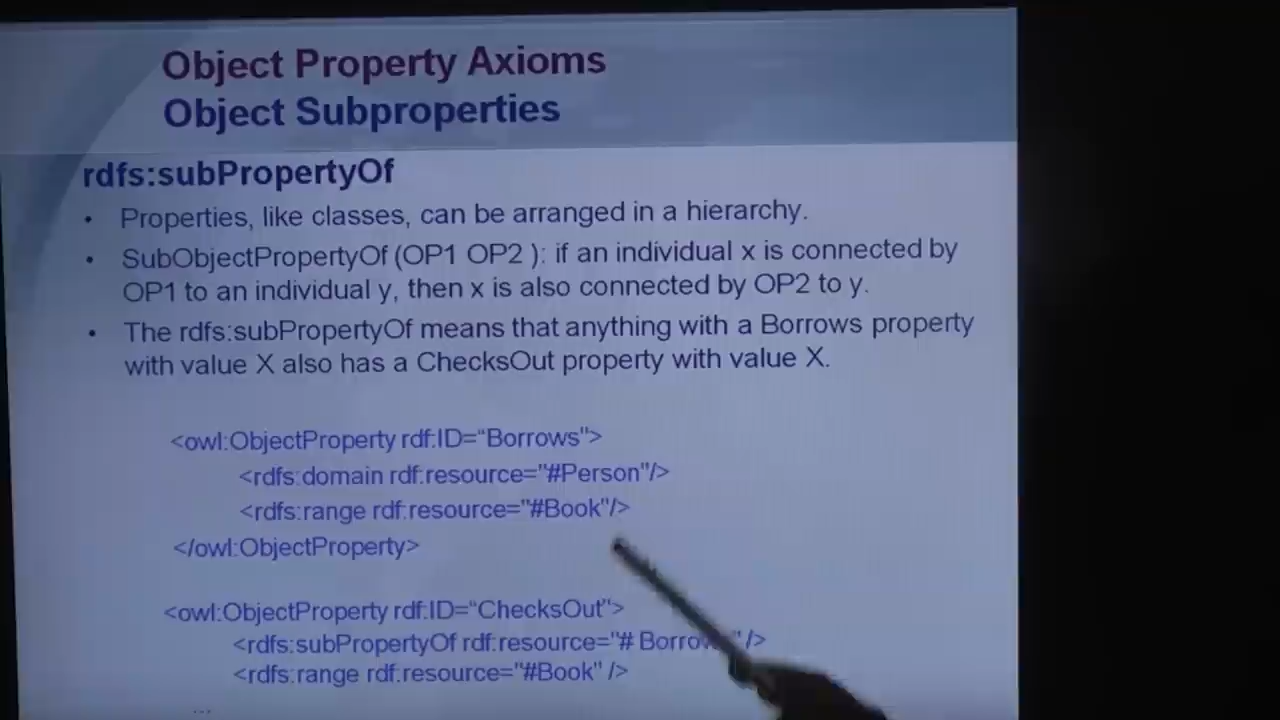 Object Property Axioms
Object Subproperties
rdfs:subPropertyOf
• Properties, like classes, can be arranged in a hierarchy.
• SubObjectPropertyOf (OP1 OP2 ): if an individual x is connected by
OP1 to an individual y, then x is also connected by OP2 to y.
• The rdfs:subPropertyOf means that anything with a Borrows property
with value X also has a ChecksOut property with value X.
<owl:ObjectProperty rdf:ID=“Borrows">
<rdfs:domain rdf:resource="#Person"/>
<rdfs:range rdf:resource="#Book"/>
</owl:ObjectProperty>
<owl:ObjectProperty rdf:ID=“ChecksOut">
<rdfs:subPropertyOf rdf:resource="# " />
<rdfs:range rdf:resource="#Book" />
...